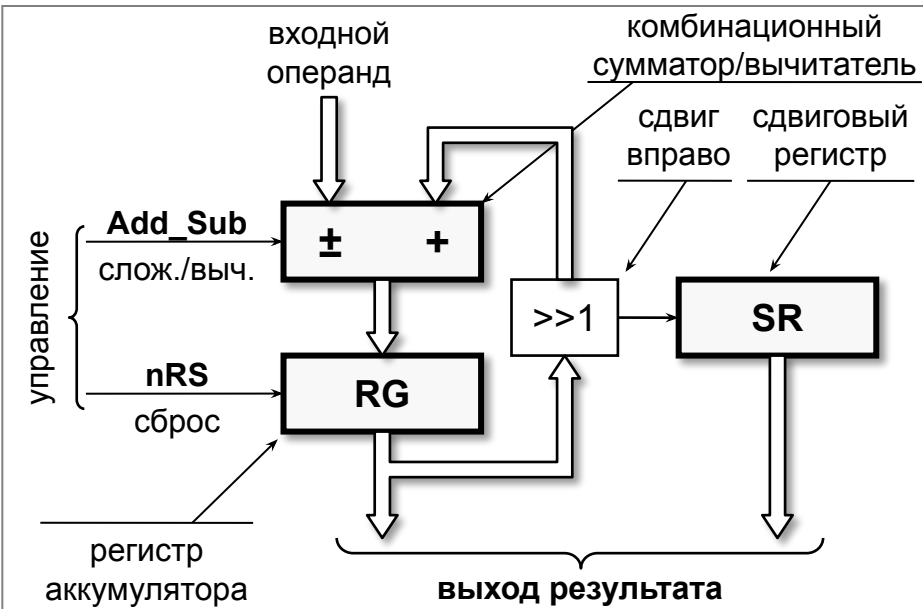 входной
операнд
комбинационный
сумматор/вычитатель
сдвиг
вправо
сдвиговый
регистр
управление
Add_Sub
слож./выч.
± +
>>1
SR
nRS
сброс
RG
регистр
аккумулятора
выход результата